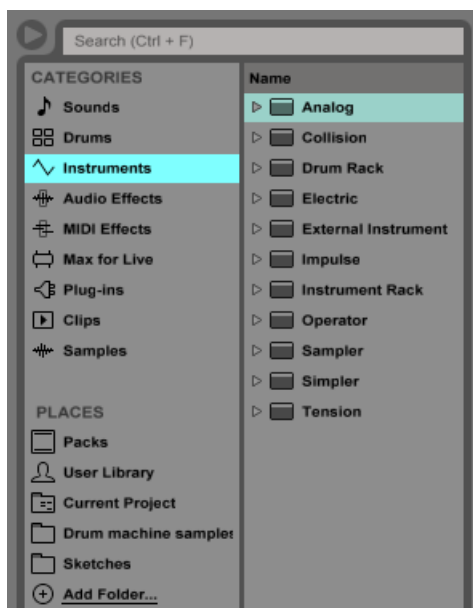 Search (Ctrl + F)
CATEGORIES
Sounds
Drums
Instruments
Audio Effects
MIDI Effects
Max for Live
Plug-ins
Clips
Samples
PLACES
Packs
User Library
Current Project
Drum machine samples
Sketches
Add Folder...
Name
Analog
Collision
Drum Rack
Electric
External Instrument
Impulse
Instrument Rack
Operator
Sampler
Simpler
Tension